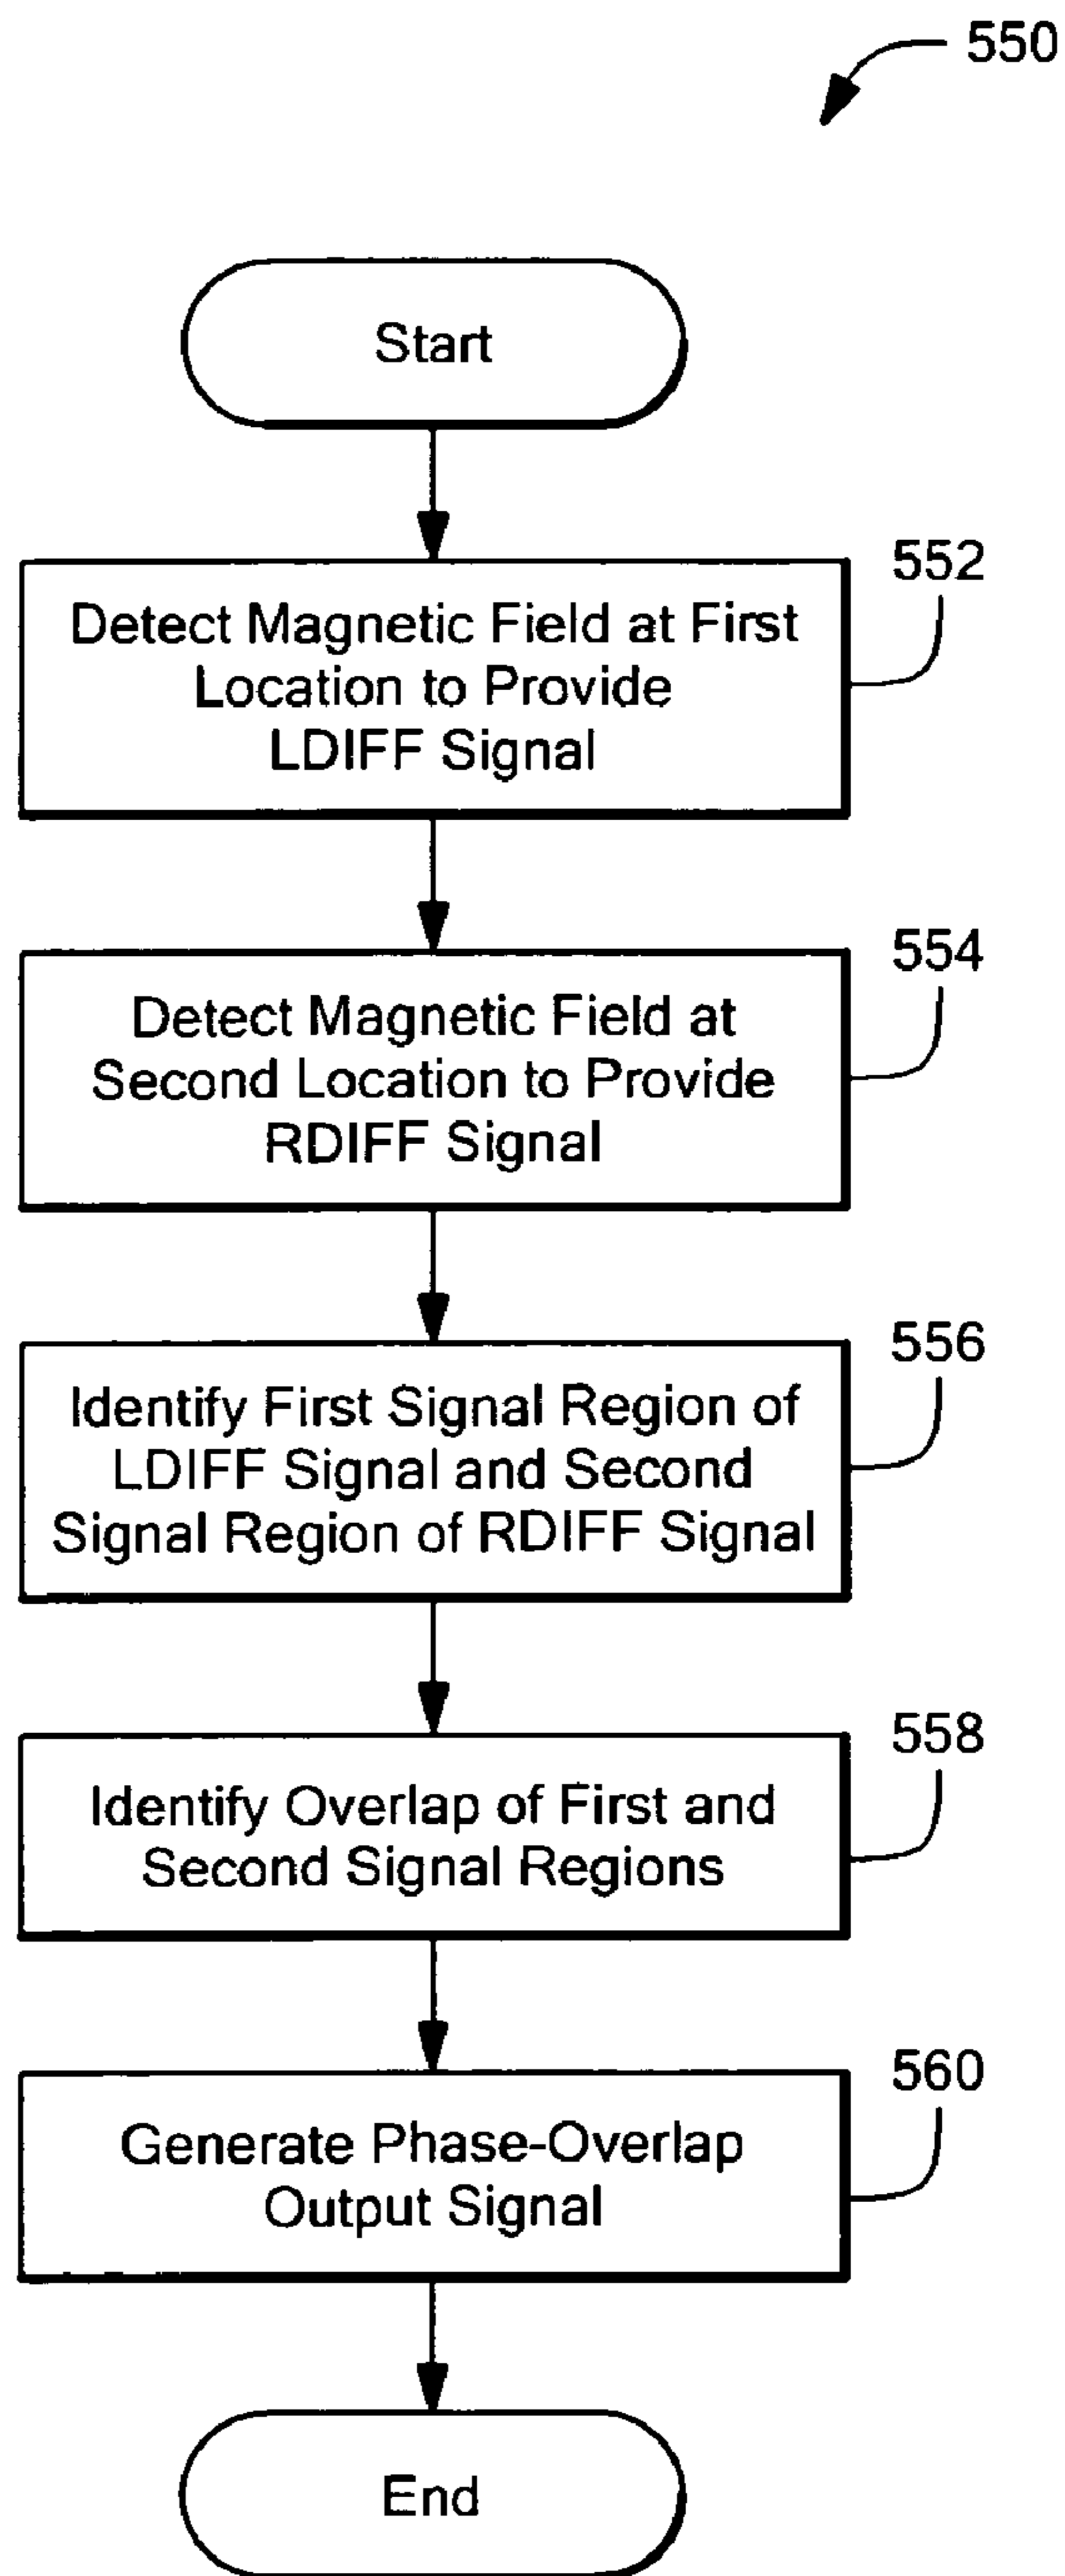 550
Start
552
Detect Magnetic Field at First
Location to Provide
LDIFF Signal
554
Detect Magnetic Field at
Second Location to Provide
RDIFF Signal
556
Identify First Signal Region of
LDIFF Signal and Second
Signal Region of RDIFF Signal
558
Identify Overlap of First and
Second Signal Regions
560
Generate Phase-Overlap
Output Signal
End